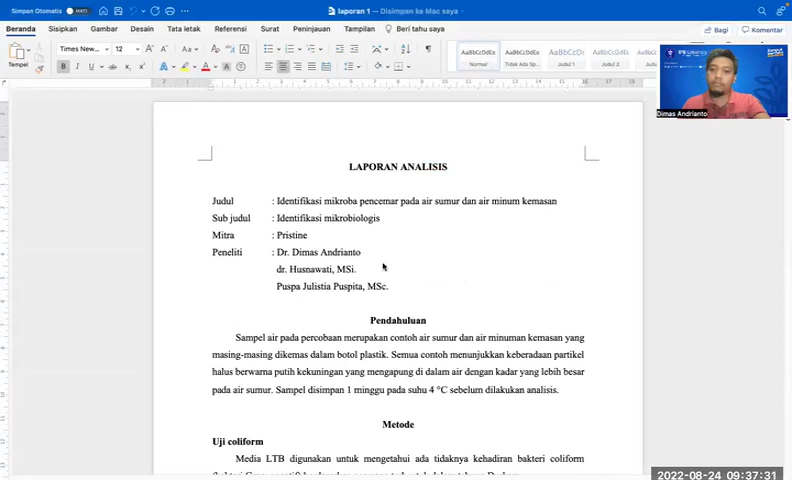 Simpan Otomatis MATI laporan 1 — Disimpan ke Mac saya
Beranda Sisipkan Gambar Desain Tata letak Referensi Surat Peninjauan Tampilan Beri tahu saya Bagi Komentar
Tempel Times New... 12 Normal Tidak Ada Sp... Judul 1 Judul 2
LAPORAN ANALISIS
Judul : Identifikasi mikroba pencemar pada air sumur dan air minum kemasan
Sub judul : Identifikasi mikrobiologis
Mitra : Pristine
Peneliti : Dr. Dimas Andrianto
dr. Husnawati, MSi.
Puspa Julistia Puspita, MSc.
Pendahuluan
Sampel air pada percobaan merupakan contoh air sumur dan air minuman kemasan yang
masing-masing dikemas dalam botol plastik. Semua contoh menunjukkan keberadaan partikel
halus berwarna putih kekuningan yang mengapung di dalam air dengan kadar yang lebih besar
pada air sumur. Sampel disimpan 1 minggu pada suhu 4 °C sebelum dilakukan analisis.
Metode
Uji coliform
Media LTB digunakan untuk mengetahui ada tidaknya kehadiran bakteri coliform
Dimas Andrianto
2022-08-24 09:37:31